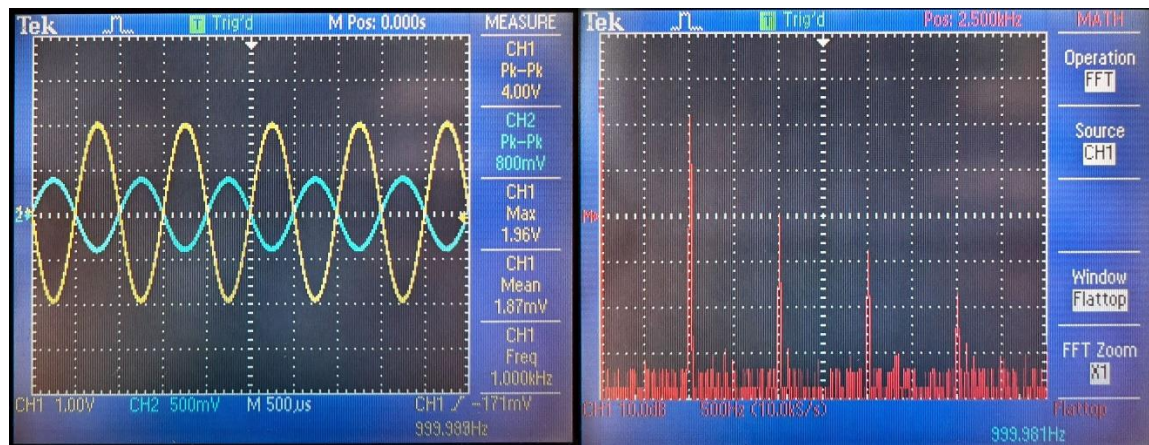 Tek
T Trig'd
M Pos: 0.000s
MEASURE
CH1
Pk-Pk
4.00V
CH2
Pk-Pk
800mV
CH1
Max
1.96V
CH1
Mean
1.87mV
CH1
Freq
1.000kHz
CH1 1.00V
CH2 500mV
M 500µs
CH1 ∕ -171mV
999.989Hz
Tek
T Trig'd
Pos: 2.500kHz
MATH
Operation
FFT
Source
CH1
Window
Flattop
FFT Zoom
X1
CH1 10.0dB
500Hz (10.0kS/s)
Flattop
999.981Hz